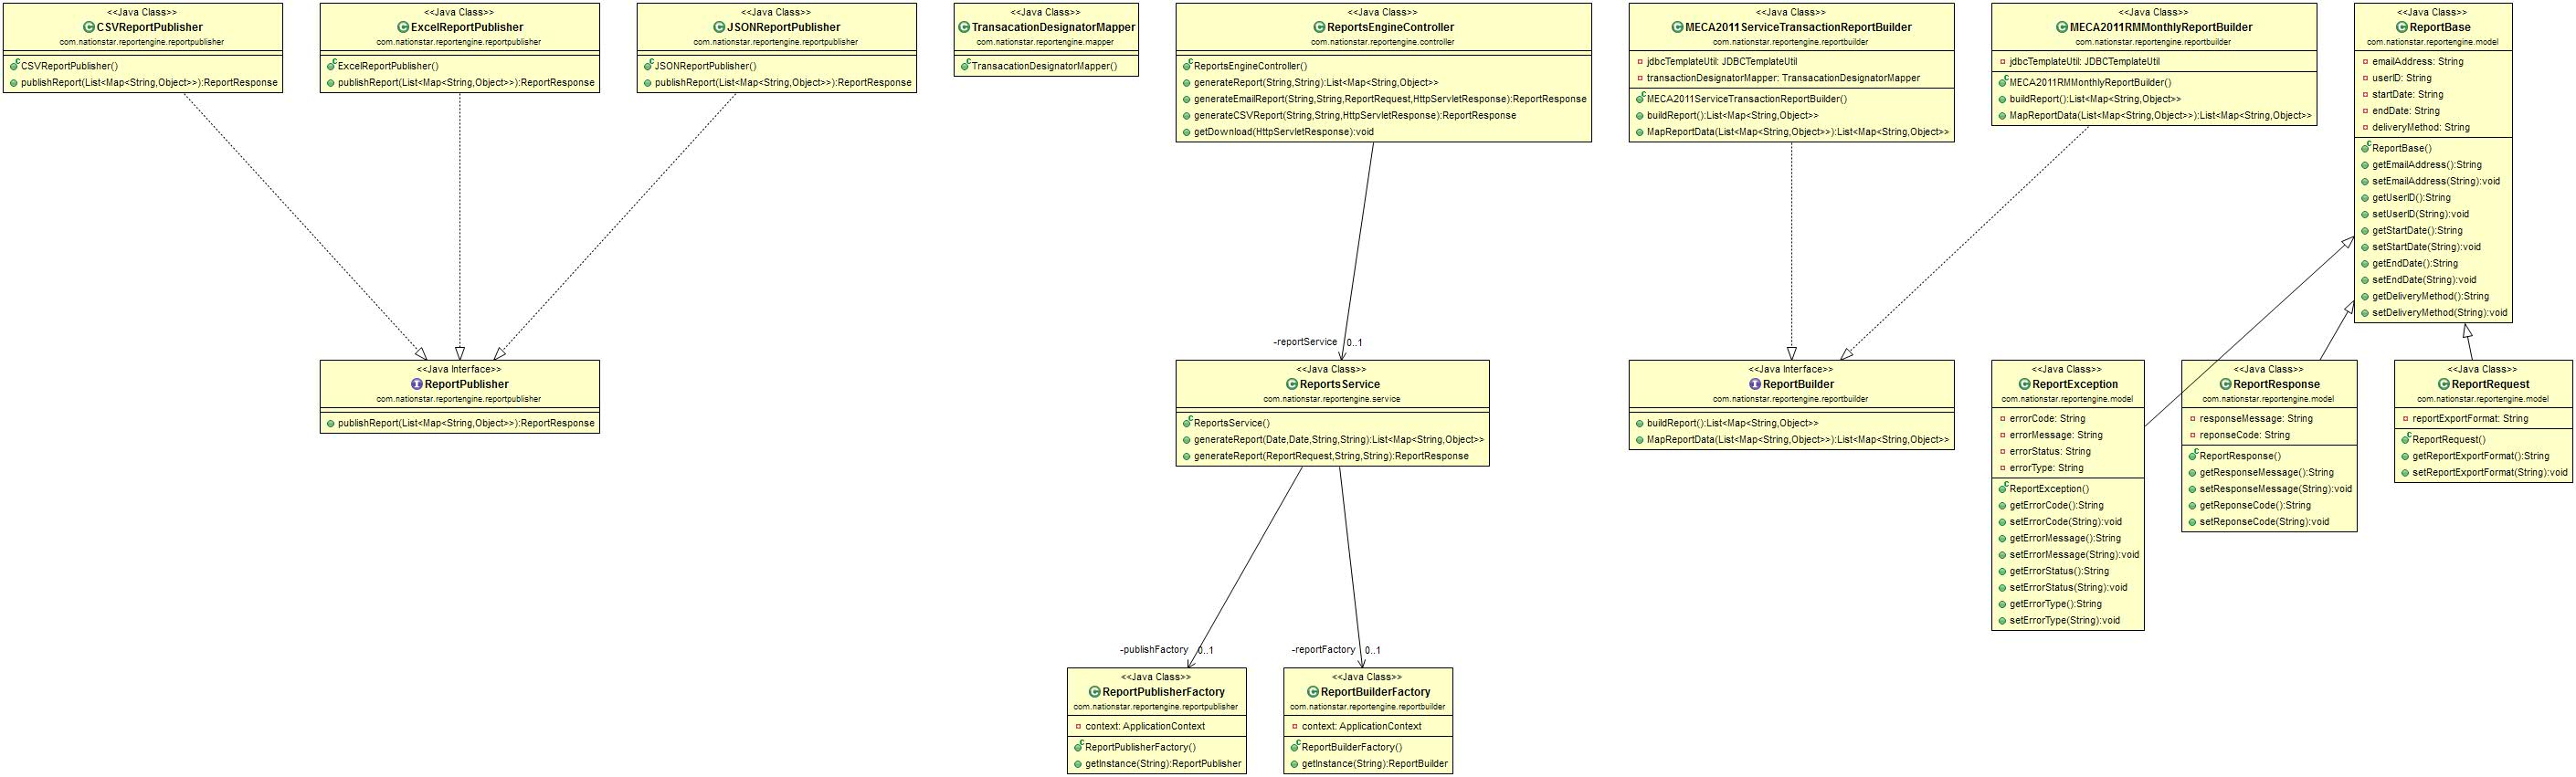 <<Java Class>>
CSVReportPublisher
com.nationstar.reportengine.reportpublisher
CSVReportPublisher()
publishReport(List<Map<String,Object>>):ReportResponse
<<Java Class>>
ExcelReportPublisher
com.nationstar.reportengine.reportpublisher
ExcelReportPublisher()
publishReport(List<Map<String,Object>>):ReportResponse
<<Java Class>>
JSONReportPublisher
com.nationstar.reportengine.reportpublisher
JSONReportPublisher()
publishReport(List<Map<String,Object>>):ReportResponse
<<Java Class>>
TransacationDesignatorMapper
com.nationstar.reportengine.mapper
TransacationDesignatorMapper()
<<Java Class>>
ReportsEngineController
com.nationstar.reportengine.controller
ReportsEngineController()
generateReport(String,String):List<Map<String,Object>>
generateEmailReport(String,String,ReportRequest,HttpServletResponse):ReportResponse
generateCSVReport(String,String,HttpServletResponse):ReportResponse
getDownload(HttpServletResponse):void
<<Java Class>>
MECA2011ServiceTransactionReportBuilder
com.nationstar.reportengine.reportbuilder
jdbcTemplateUtil: JDBCTemplateUtil
transactionDesignatorMapper: TransacationDesignatorMapper
MECA2011ServiceTransactionReportBuilder()
buildReport():List<Map<String,Object>>
MapReportData(List<Map<String,Object>>):List<Map<String,Object>>
<<Java Class>>
MECA2011RMMonthlyReportBuilder
com.nationstar.reportengine.reportbuilder
jdbcTemplateUtil: JDBCTemplateUtil
MECA2011RMMonthlyReportBuilder()
buildReport():List<Map<String,Object>>
MapReportData(List<Map<String,Object>>):List<Map<String,Object>>
<<Java Class>>
ReportBase
com.nationstar.reportengine.model
emailAddress: String
userID: String
startDate: String
endDate: String
deliveryMethod: String
ReportBase()
getEmailAddress():String
setEmailAddress(String):void
getUserID():String
setUserID(String):void
getStartDate():String
setStartDate(String):void
getEndDate():String
setEndDate(String):void
getDeliveryMethod():String
setDeliveryMethod(String):void
-reportService 0..1
<<Java Interface>>
ReportPublisher
com.nationstar.reportengine.reportpublisher
publishReport(List<Map<String,Object>>):ReportResponse
<<Java Class>>
ReportsService
com.nationstar.reportengine.service
ReportsService()
generateReport(Date,Date,String,String):List<Map<String,Object>>
generateReport(ReportRequest,String,String):ReportResponse
<<Java Interface>>
ReportBuilder
com.nationstar.reportengine.reportbuilder
buildReport():List<Map<String,Object>>
MapReportData(List<Map<String,Object>>):List<Map<String,Object>>
<<Java Class>>
ReportException
com.nationstar.reportengine.model
errorCode: String
errorMessage: String
errorStatus: String
errorType: String
ReportException()
getErrorCode():String
setErrorCode(String):void
getErrorMessage():String
setErrorMessage(String):void
getErrorStatus():String
setErrorStatus(String):void
getErrorType():String
setErrorType(String):void
<<Java Class>>
ReportResponse
com.nationstar.reportengine.model
responseMessage: String
reponseCode: String
ReportResponse()
getResponseMessage():String
setResponseMessage(String):void
getReponseCode():String
setReponseCode(String):void
<<Java Class>>
ReportRequest
com.nationstar.reportengine.model
reportExportFormat: String
ReportRequest()
getReportExportFormat():String
setReportExportFormat(String):void
-publishFactory 0..1
-reportFactory 0..1
<<Java Class>>
ReportPublisherFactory
com.nationstar.reportengine.reportpublisher
context: ApplicationContext
ReportPublisherFactory()
getInstance(String):ReportPublisher
<<Java Class>>
ReportBuilderFactory
com.nationstar.reportengine.reportbuilder
context: ApplicationContext
ReportBuilderFactory()
getInstance(String):ReportBuilder